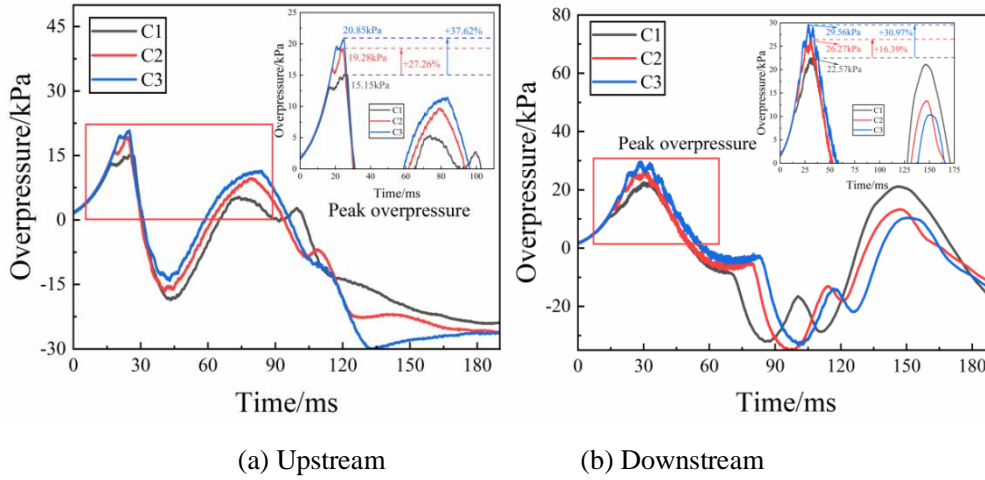 (a)
Overpressure/kPa
45
30
15
0
-15
-30
0 30 60 90 120 150 180
Time/ms
C1
C2
C3
Peak overpressure
Overpressure/kPa
25
20
15
10
5
0
0 20 40 60 80 100
Time/ms
20.85kPa
+37.62%
19.28kPa
+27.26%
15.15kPa
C1
C2
C3
(b)
Overpressure/kPa
80
60
40
20
0
-20
-40
0 30 60 90 120 150 180
Time/ms
C1
C2
C3
Peak overpressure
Overpressure/kPa
30
25
20
15
10
5
0
0 25 50 75 100 125 150 175
Time/ms
29.56kPa
+30.97%
26.27kPa
+16.39%
22.57kPa
C1
C2
C3
(a) Upstream
(b) Downstream